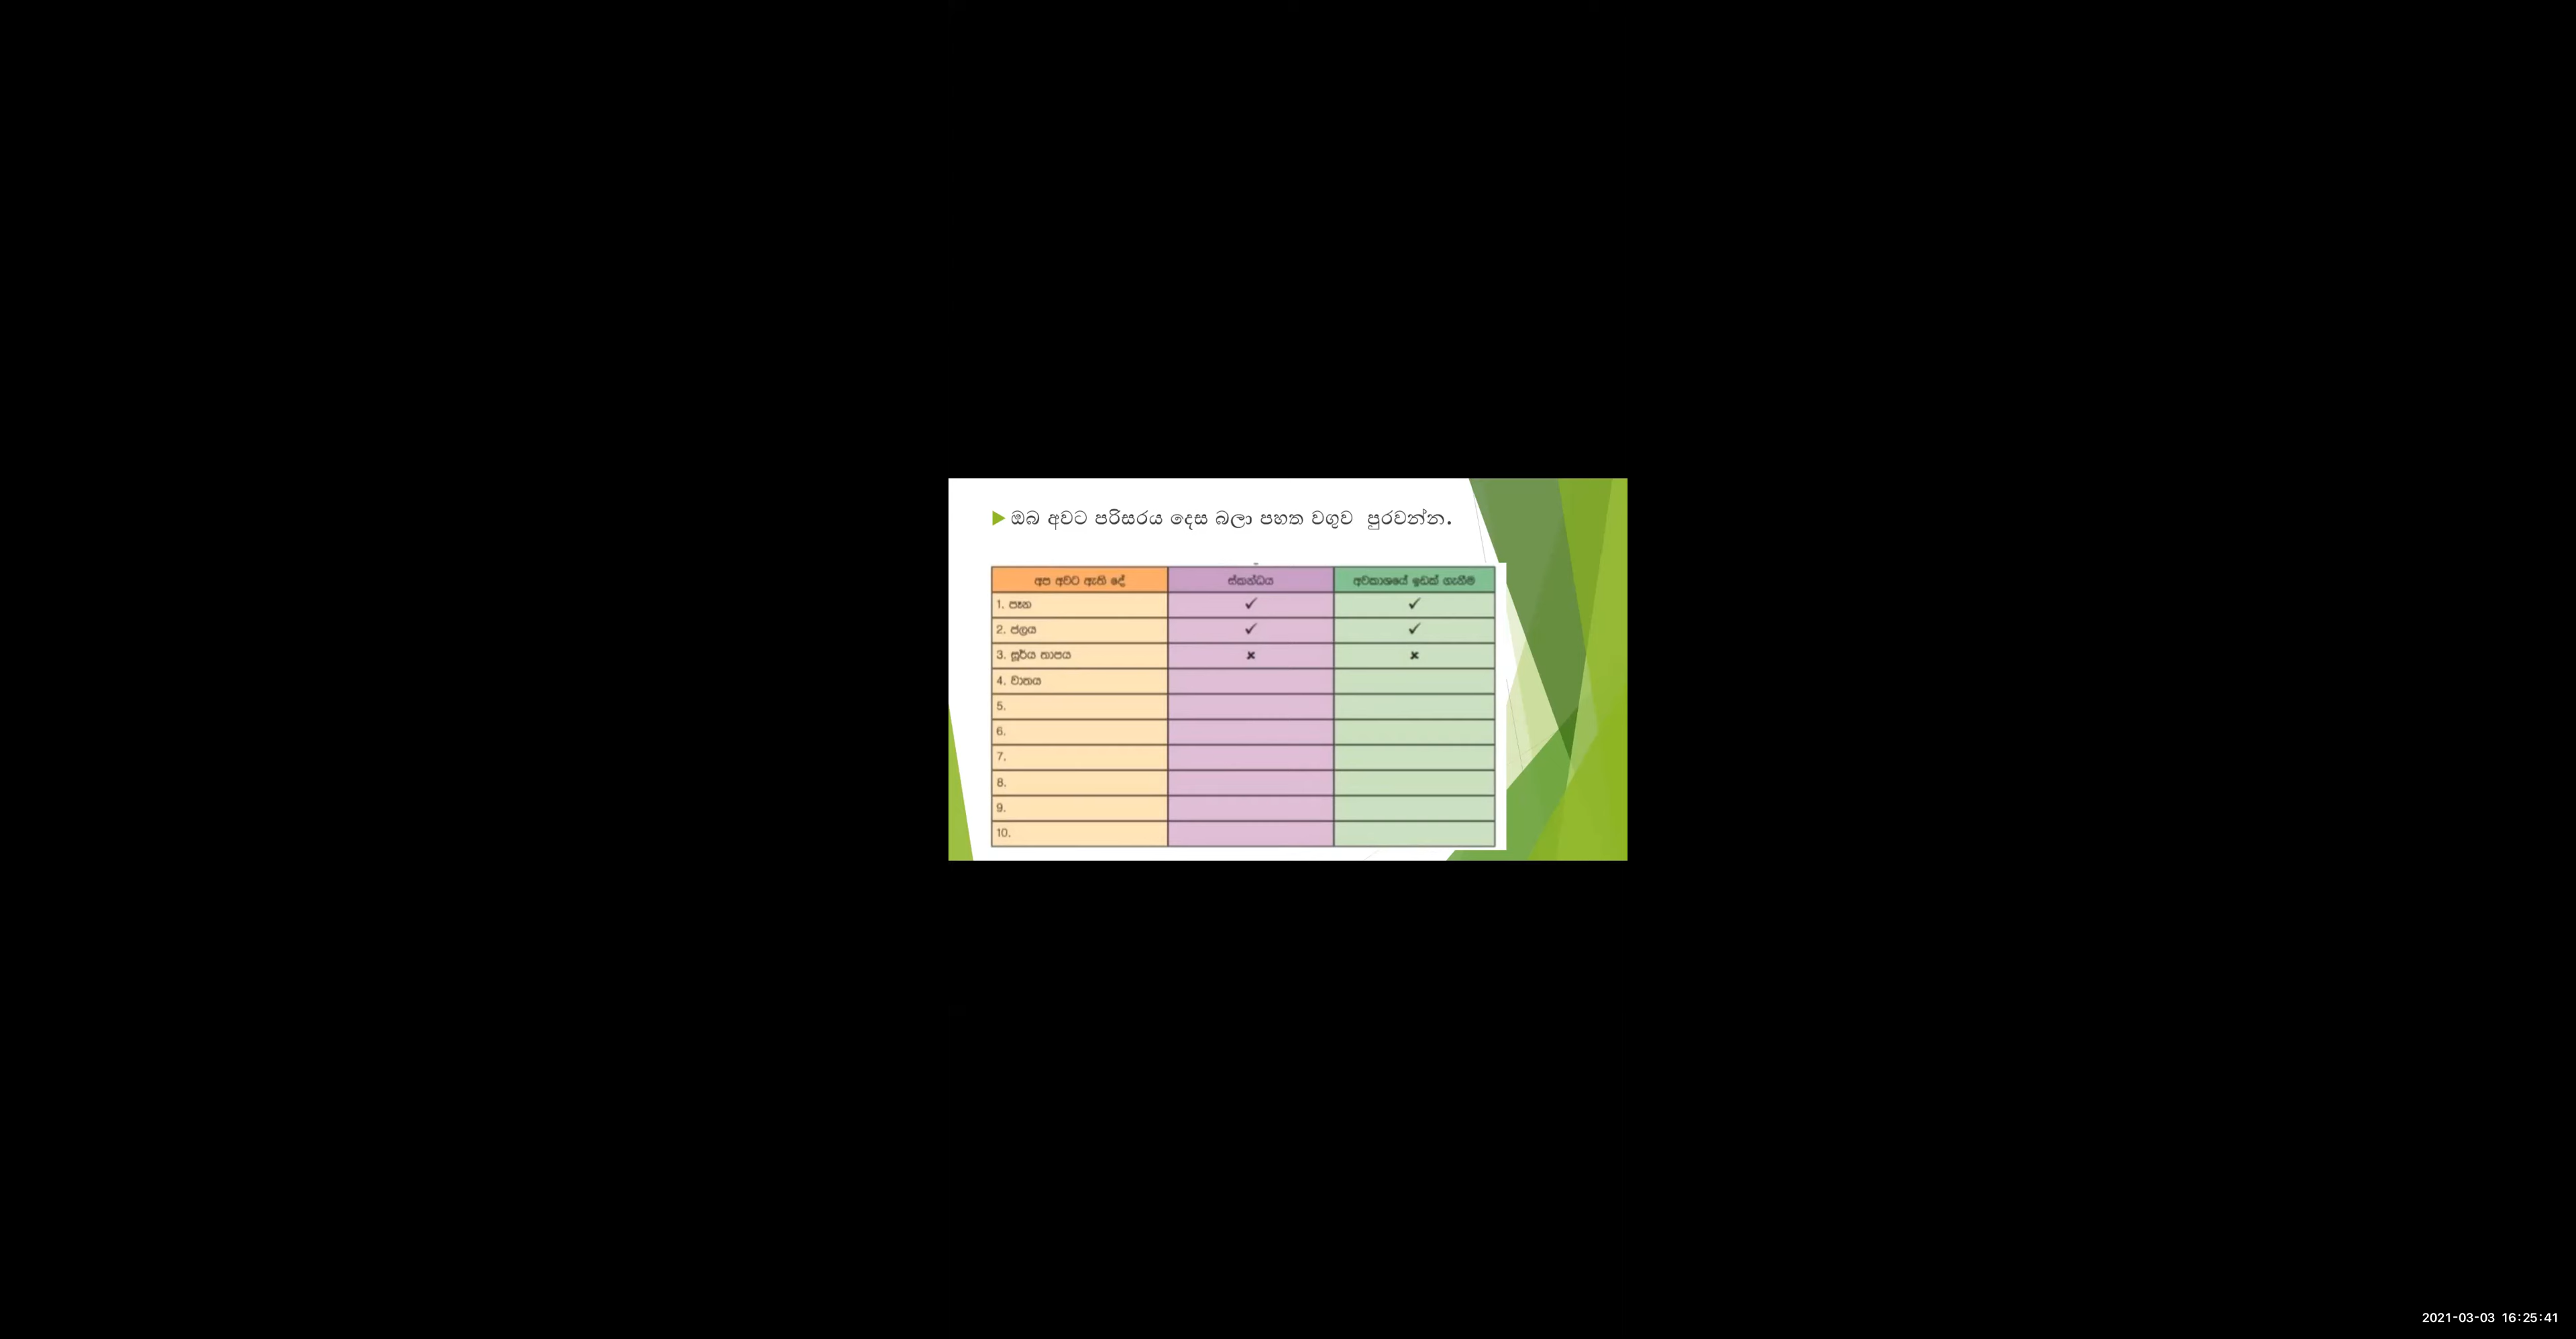 ඔබ අවට පරිසරය දෙස බලා පහත වගුව පුරවන්න.
අප අවට ඇති දේ ස්කන්ධය අවකාශයේ ඉඩක් ගැනීම
1. පෑන ✓ ✓
2. ජලය ✓ ✓
3. සූර්ය තාපය × ×
4. වාතය
5.
6.
7.
8.
9.
10.
2021-03-03 16:25:41